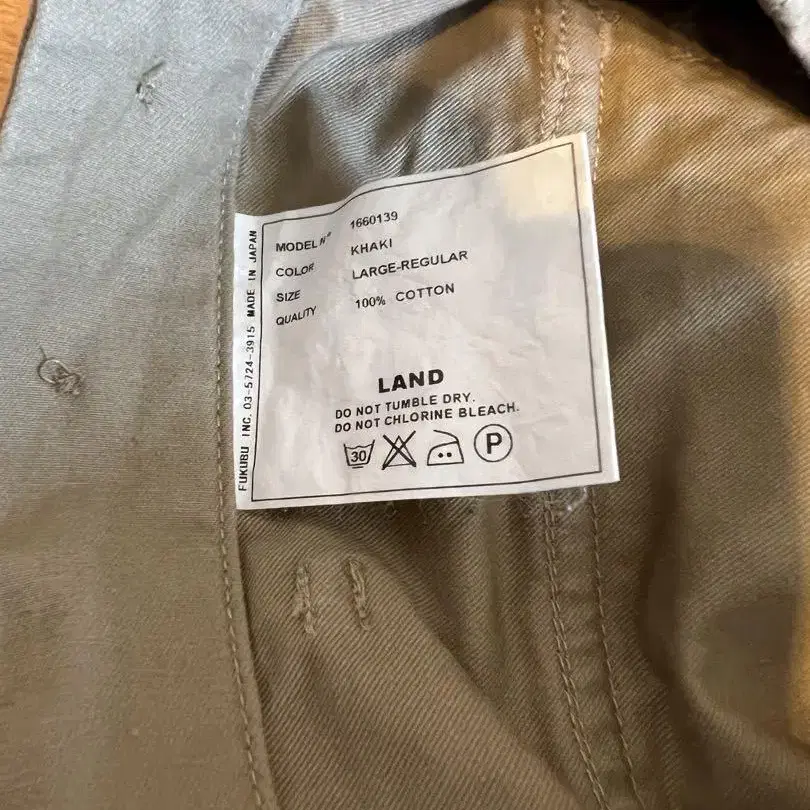 MODEL Nº 1660139
COLOR KHAKI
SIZE LARGE-REGULAR
QUALITY 100% COTTON
LAND
DO NOT TUMBLE DRY.
DO NOT CHLORINE BLEACH.
30 P
FUKUBU INC. 03-5724-3915 MADE IN JAPAN